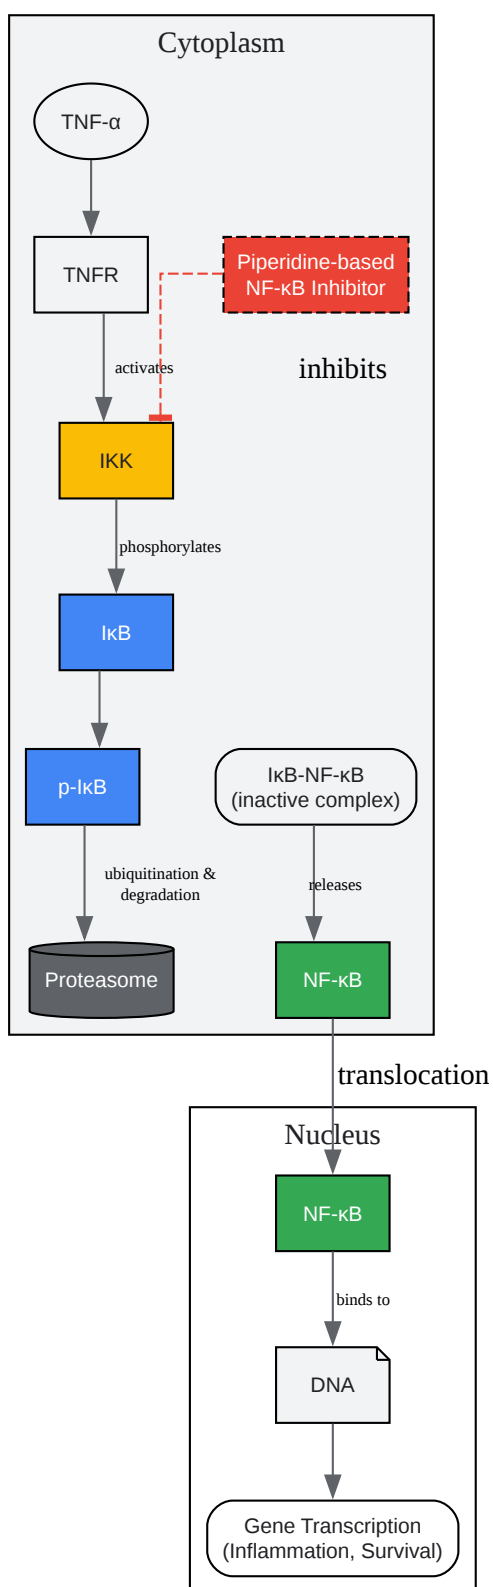 Cytoplasm
TNF-α
TNFR
Piperidine-based
NF-κB Inhibitor
activates
inhibits
IKK
phosphorylates
IκB
p-IκB
IκB-NF-κB
(inactive complex)
ubiquitination &
degradation
releases
Proteasome
NF-κB
translocation
Nucleus
NF-κB
binds to
DNA
Gene Transcription
(Inflammation, Survival)